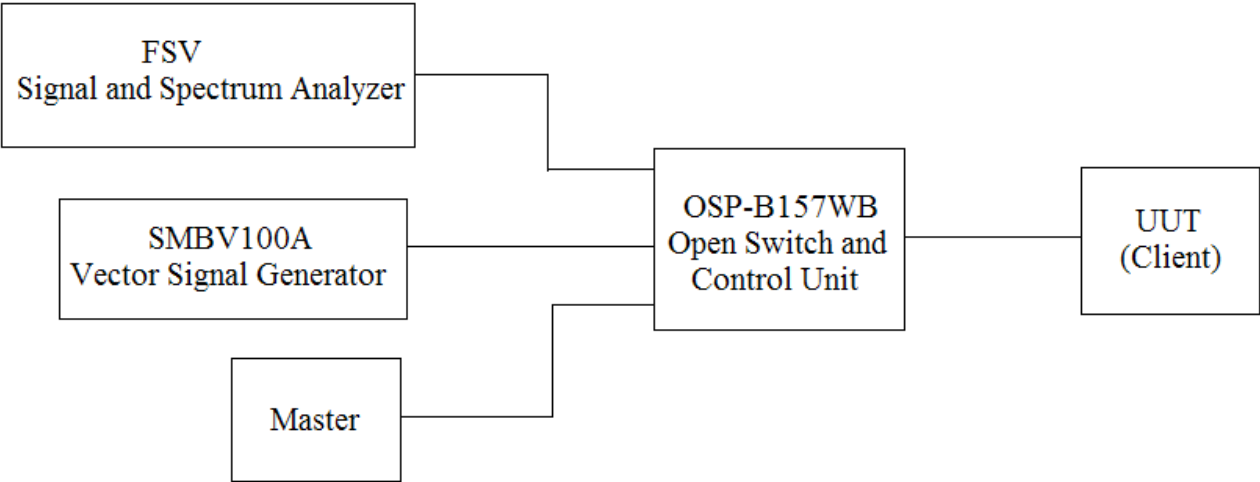 FSV
Signal and Spectrum Analyzer
SMBV100A
Vector Signal Generator
Master
OSP-B157WB
Open Switch and
Control Unit
UUT
(Client)